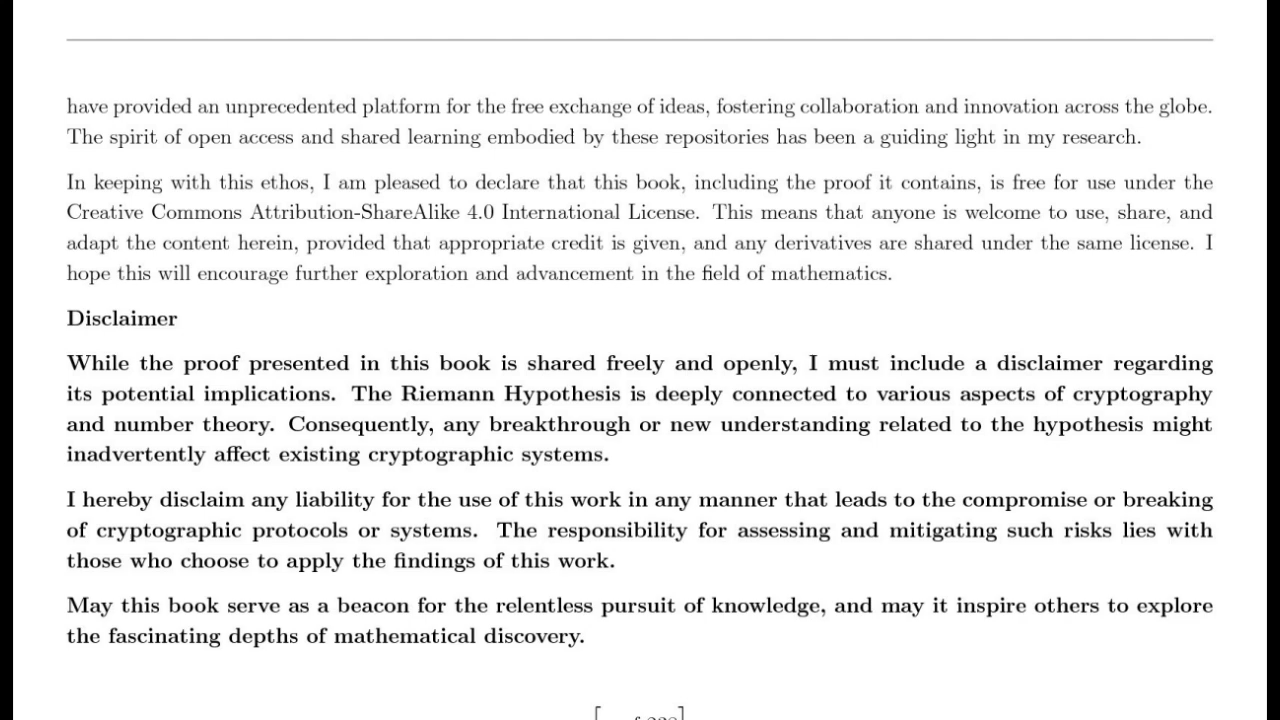 have provided an unprecedented platform for the free exchange of ideas, fostering collaboration and innovation across the globe.
The spirit of open access and shared learning embodied by these repositories has been a guiding light in my research.
In keeping with this ethos, I am pleased to declare that this book, including the proof it contains, is free for use under the
Creative Commons Attribution-ShareAlike 4.0 International License. This means that anyone is welcome to use, share, and
adapt the content herein, provided that appropriate credit is given, and any derivatives are shared under the same license. I
hope this will encourage further exploration and advancement in the field of mathematics.
Disclaimer
While the proof presented in this book is shared freely and openly, I must include a disclaimer regarding
its potential implications. The Riemann Hypothesis is deeply connected to various aspects of cryptography
and number theory. Consequently, any breakthrough or new understanding related to the hypothesis might
inadvertently affect existing cryptographic systems.
I hereby disclaim any liability for the use of this work in any manner that leads to the compromise or breaking
of cryptographic protocols or systems. The responsibility for assessing and mitigating such risks lies with
those who choose to apply the findings of this work.
May this book serve as a beacon for the relentless pursuit of knowledge, and may it inspire others to explore
the fascinating depths of mathematical discovery.